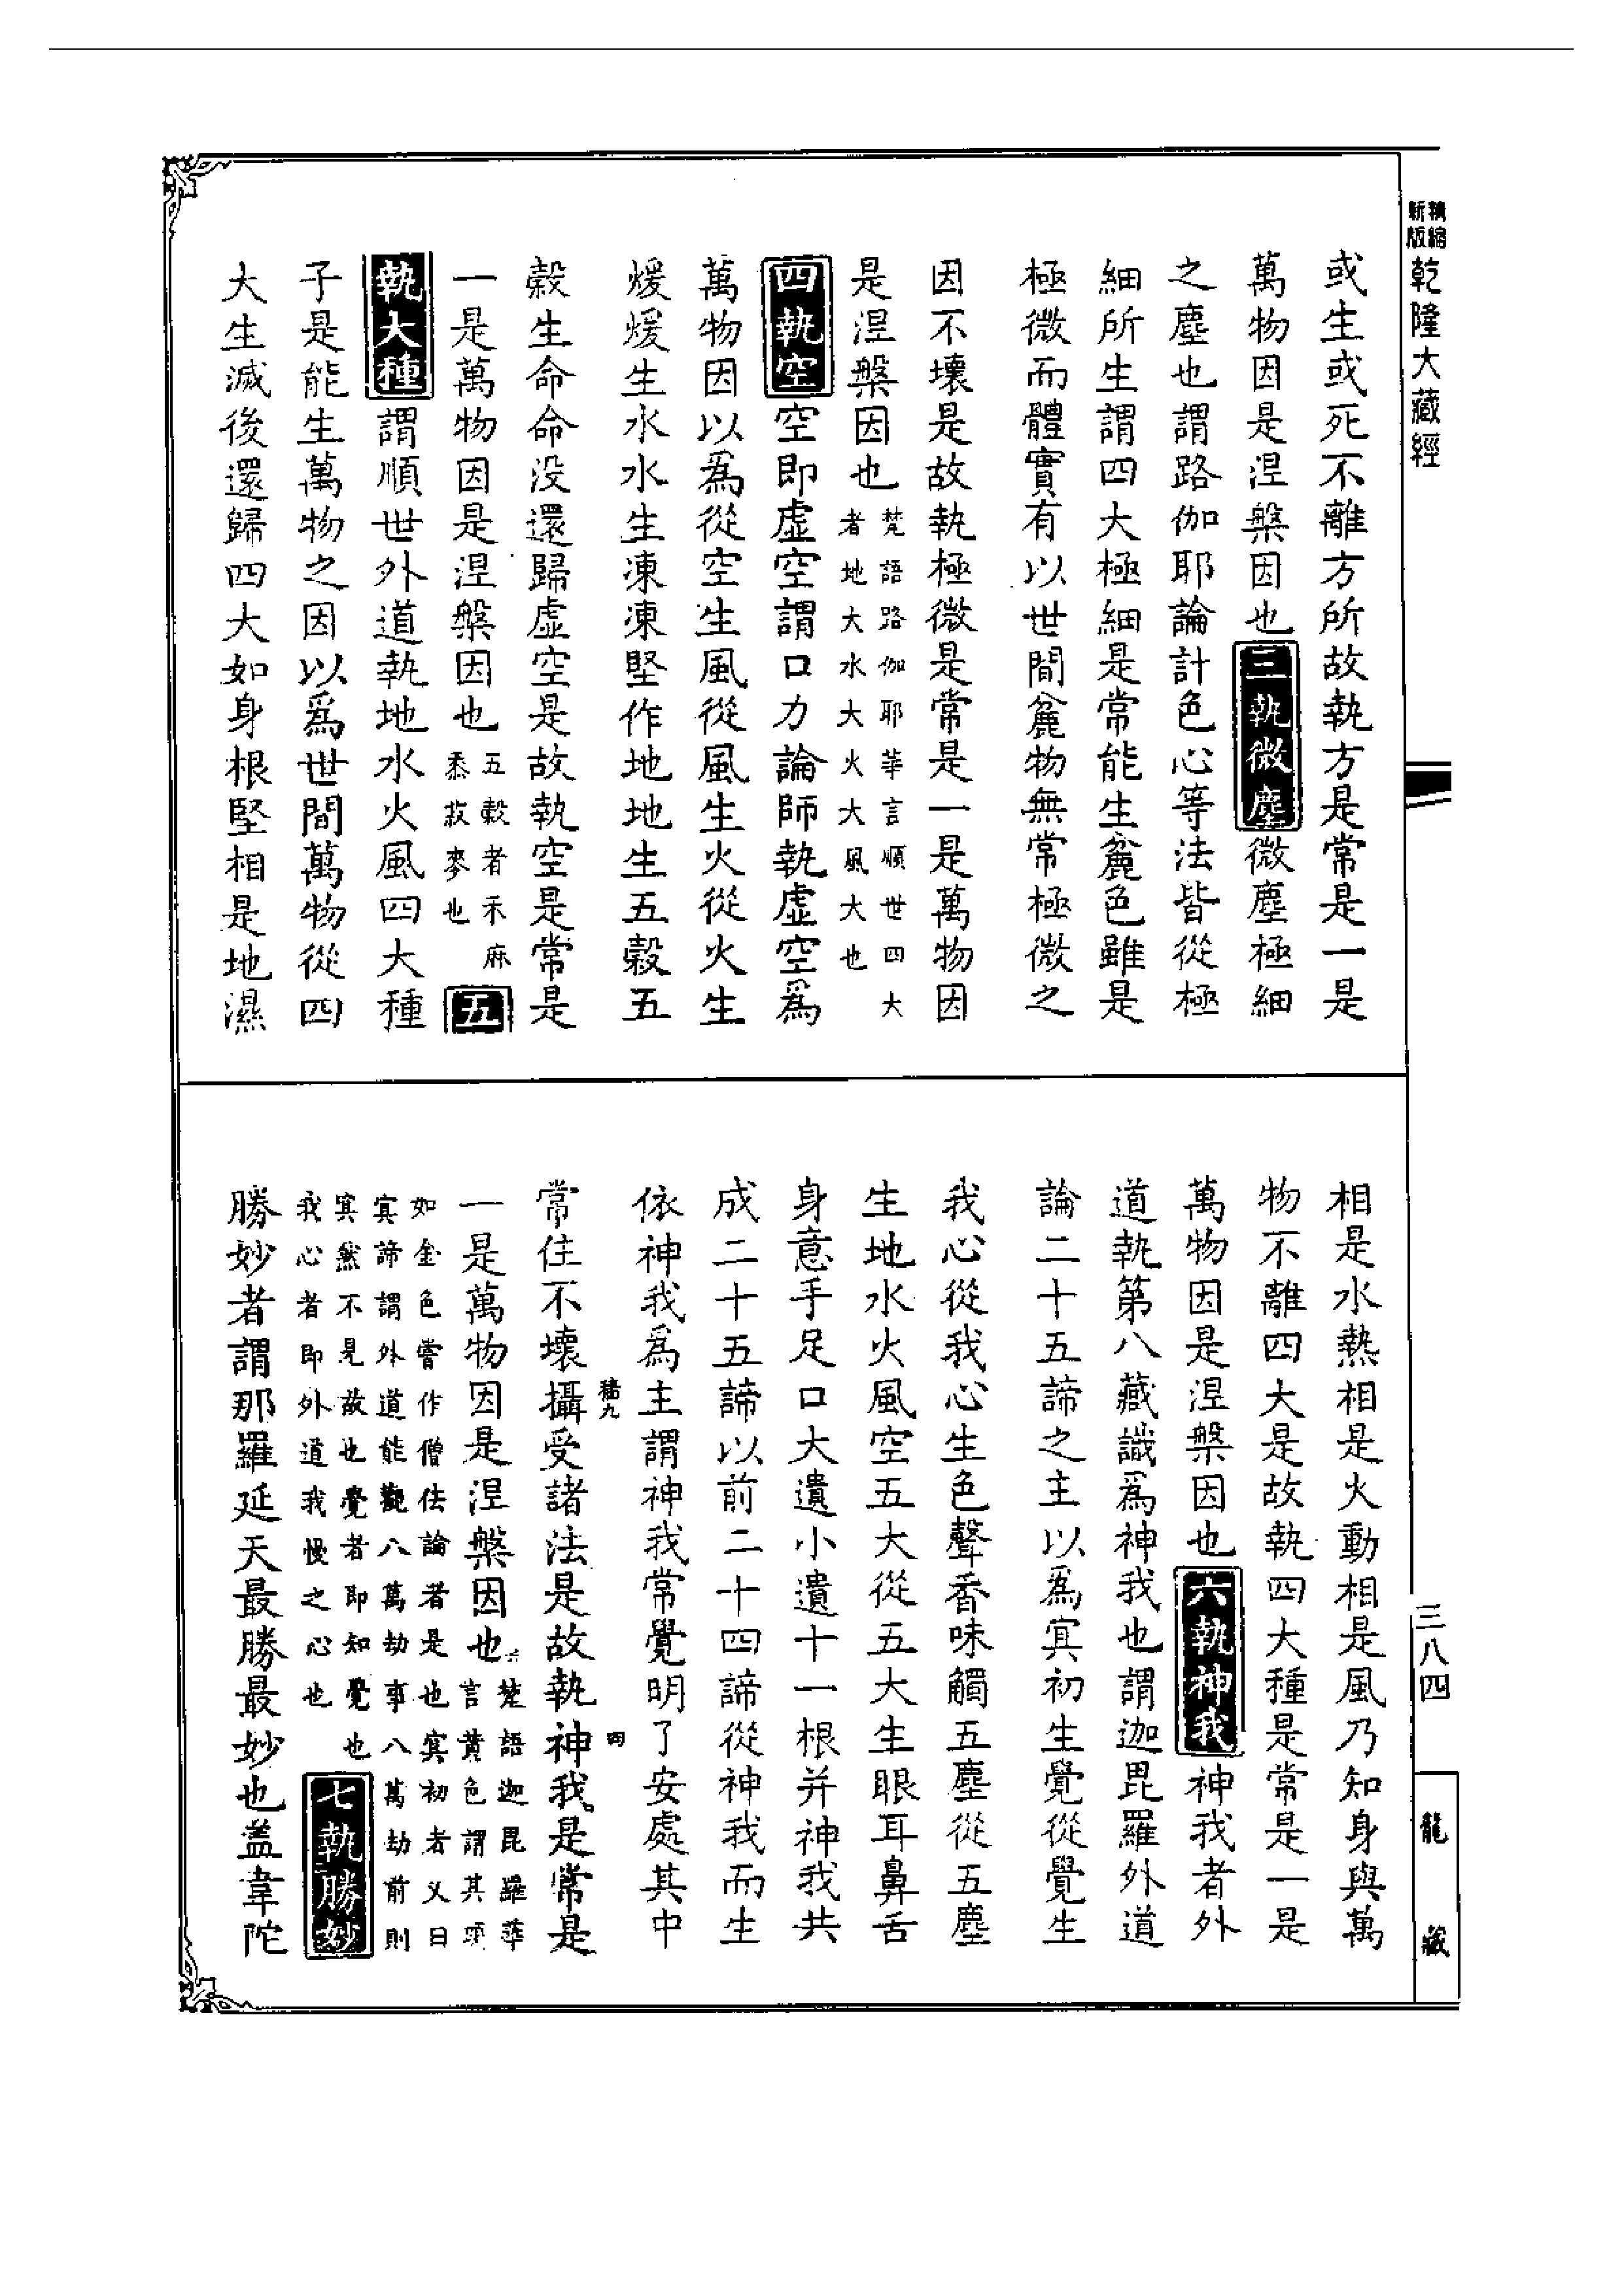 精縮新版乾隆大藏經
或生或死不離方所故執方是常是一是
萬物因是涅槃因也三執微塵微塵極細
之塵也謂路伽耶論計色心等法皆從極
細所生謂四大極細細是常能生麄色雖是
極微而體實有以世間麄物無常極微之
因不壞是故執極微是常是一是萬物因
是涅槃因也梵語路伽耶華言順世四大
者地大水大火大風大也
四執空空即虛空謂口力論師執虛空爲
萬物因以爲從空生風從風生火從火生
煖煖生水水生凍凍堅作地地生五穀五
穀生命命没還歸虛空是故執空是常是
一是萬物因是涅槃因也五穀者禾麻
黍菽麥也五
執大種謂順世外道執地水火風四大種
子是能生萬物之因以爲世間萬物從四
大生滅後還歸四大如身根堅相是地濕
相是水熱相是火動相是風乃知身與萬
物不離四大是故執四大種是常是一是
萬物因是涅槃因也六執神我神我者外
道執第八藏識爲神我也謂迦毘羅外道
論二十五諦之主以爲冥初生覺從覺生
我心從我心生色聲香味觸五塵從五塵
生地水火風空五大從五大生眼耳鼻舌
身意手足口大遺小遺十一根并神我共
成二十五諦以前二十四諦從神我而生
依神我爲主謂神我常覺明了安處其中
常住不壞攝受諸法是故執神我是常是
一是萬物因是涅槃因也梵語迦毘羅華
言黃色謂其頭
如金色嘗作僧佉論者是也冥初者又曰
冥諦謂外道能觀八萬劫事八萬劫前則
冥然不見故也覺者即知覺也
我心者即外道我慢之心也七執勝妙
勝妙者謂那羅延天最勝最妙也盖韋陀
三八四
龍藏